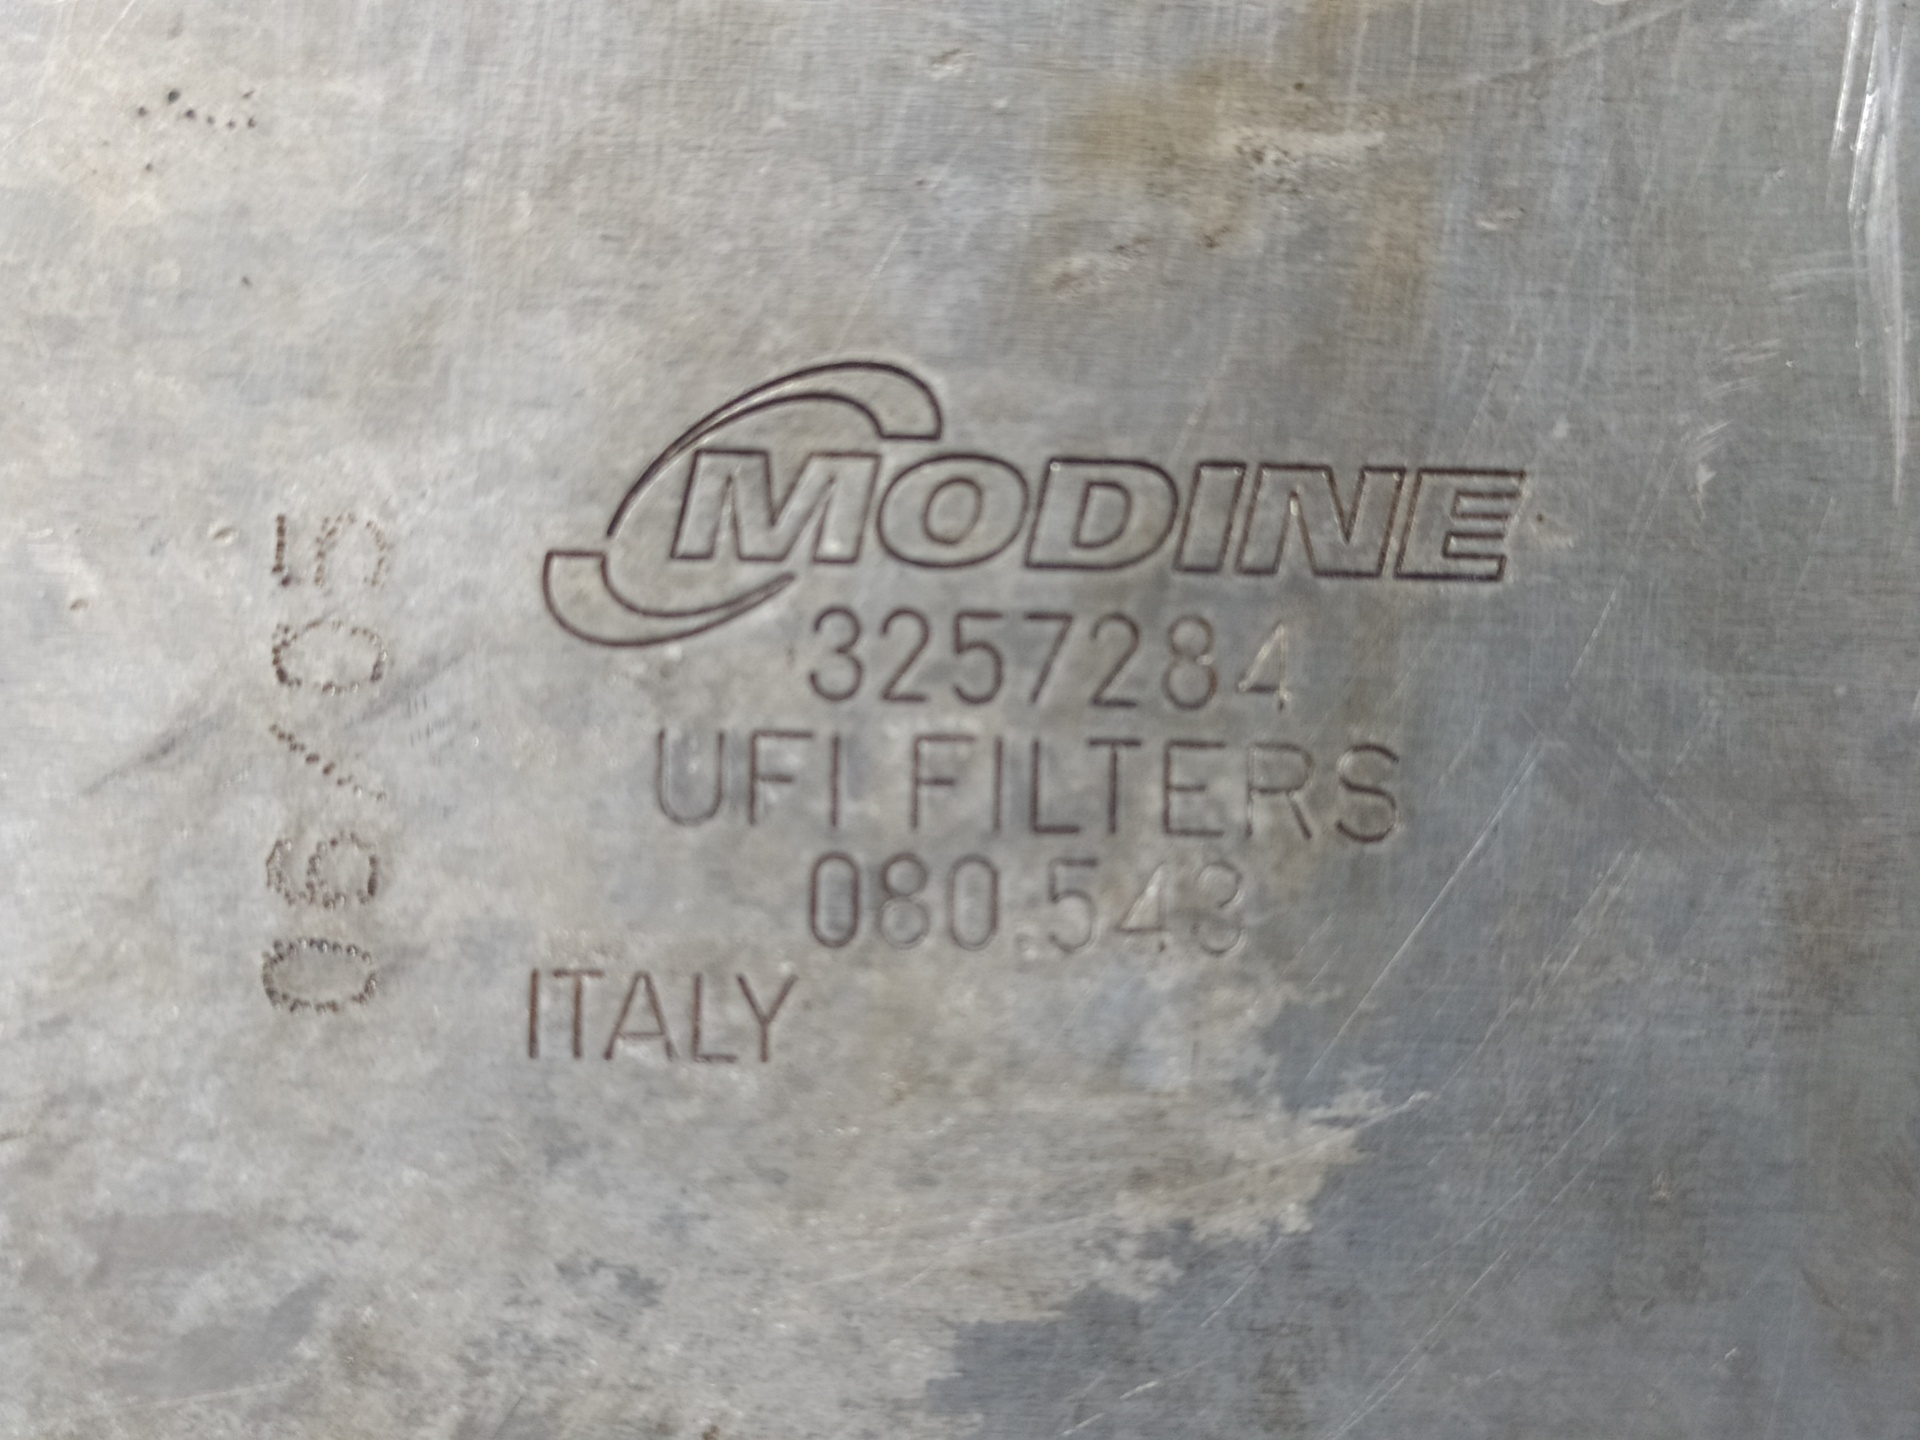 MODINE
3257284
UFI FILTERS
080.543
ITALY
06/05